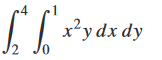 ∫₂⁴ ∫₀¹ x²y dx dy